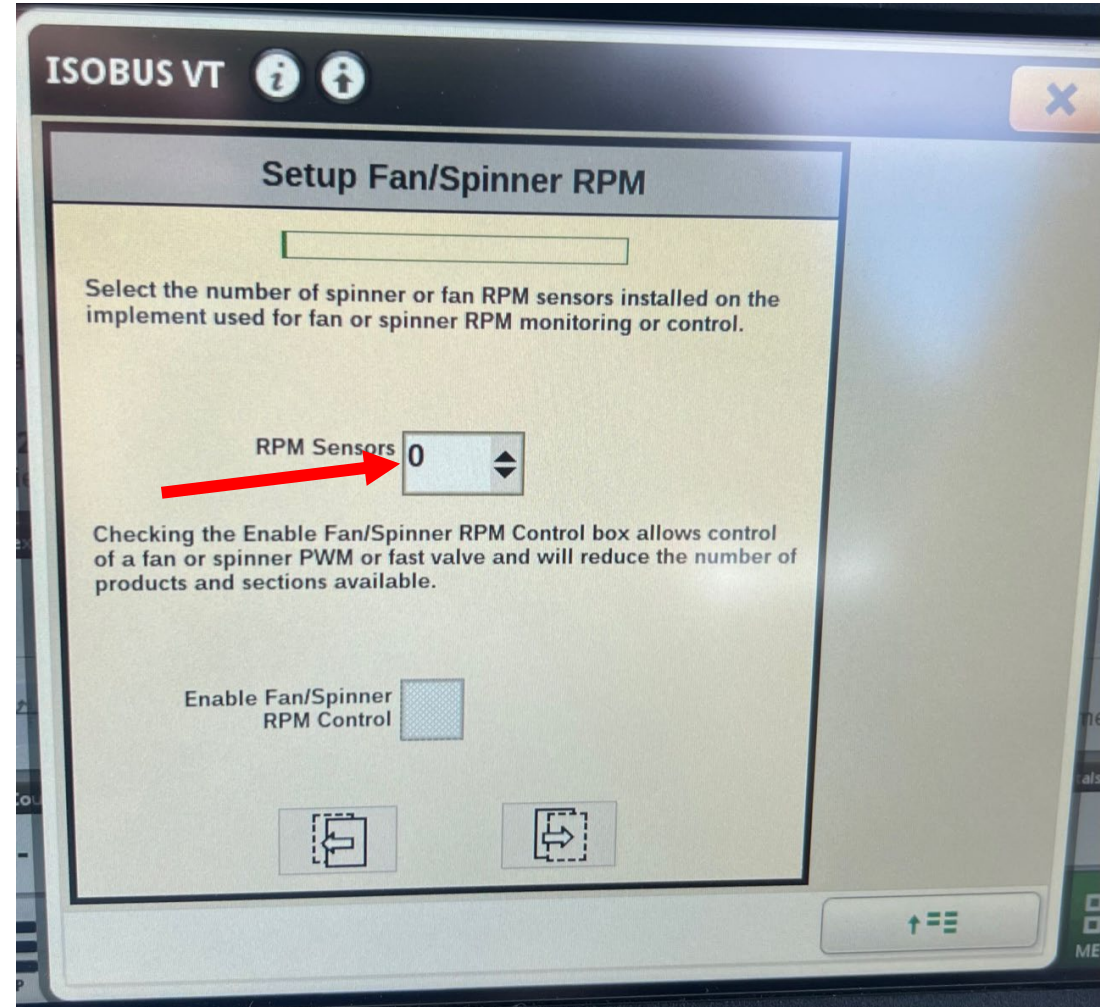 ISOBUS VT
Setup Fan/Spinner RPM
Select the number of spinner or fan RPM sensors installed on the
implement used for fan or spinner RPM monitoring or control.
RPM Sensors 0
Checking the Enable Fan/Spinner RPM Control box allows control
of a fan or spinner PWM or fast valve and will reduce the number of
products and sections available.
Enable Fan/Spinner
RPM Control